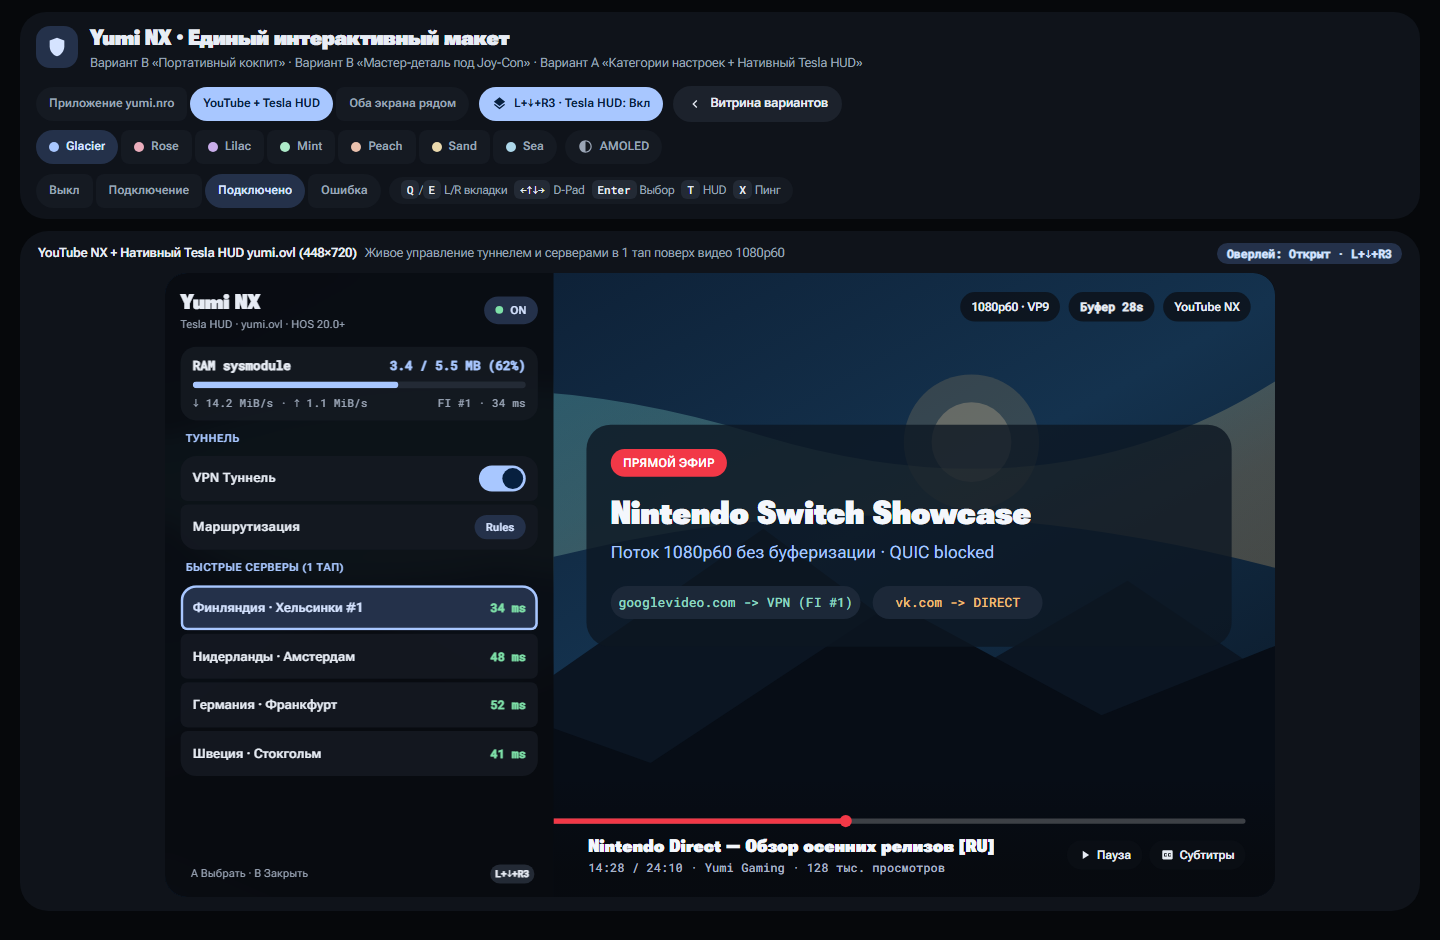 Yumi NX • Единый интерактивный макет
Вариант B «Портативный кокпит» · Вариант B «Мастер-деталь под Joy-Con» · Вариант A «Категории настроек + Нативный Tesla HUD»
Приложение yumi.nro
YouTube + Tesla HUD
Оба экрана рядом
L+↓+R3 · Tesla HUD: Вкл
Витрина вариантов
Glacier
Rose
Lilac
Mint
Peach
Sand
Sea
AMOLED
Выкл
Подключение
Подключено
Ошибка
Q / E L/R вкладки ←↑↓→ D-Pad Enter Выбор T HUD X Пинг
YouTube NX + Нативный Tesla HUD yumi.ovl (448×720) Живое управление туннелем и серверами в 1 тап поверх видео 1080p60
Оверлей: Открыт · L+↓+R3
Yumi NX
Tesla HUD · yumi.ovl · HOS 20.0+
ON
RAM sysmodule 3.4 / 5.5 MB (62%)
↓ 14.2 MiB/s · ↑ 1.1 MiB/s FI #1 · 34 ms
ТУННЕЛЬ
VPN Туннель
Маршрутизация Rules
БЫСТРЫЕ СЕРВЕРЫ (1 ТАП)
Финляндия · Хельсинки #1 34 ms
Нидерланды · Амстердам 48 ms
Германия · Франкфурт 52 ms
Швеция · Стокгольм 41 ms
A Выбрать · B Закрыть L+↓+R3
1080p60 · VP9
Буфер 28s
YouTube NX
ПРЯМОЙ ЭФИР
Nintendo Switch Showcase
Поток 1080p60 без буферизации · QUIC blocked
googlevideo.com -> VPN (FI #1)
vk.com -> DIRECT
Nintendo Direct — Обзор осенних релизов [RU]
14:28 / 24:10 · Yumi Gaming · 128 тыс. просмотров
Пауза
Субтитры